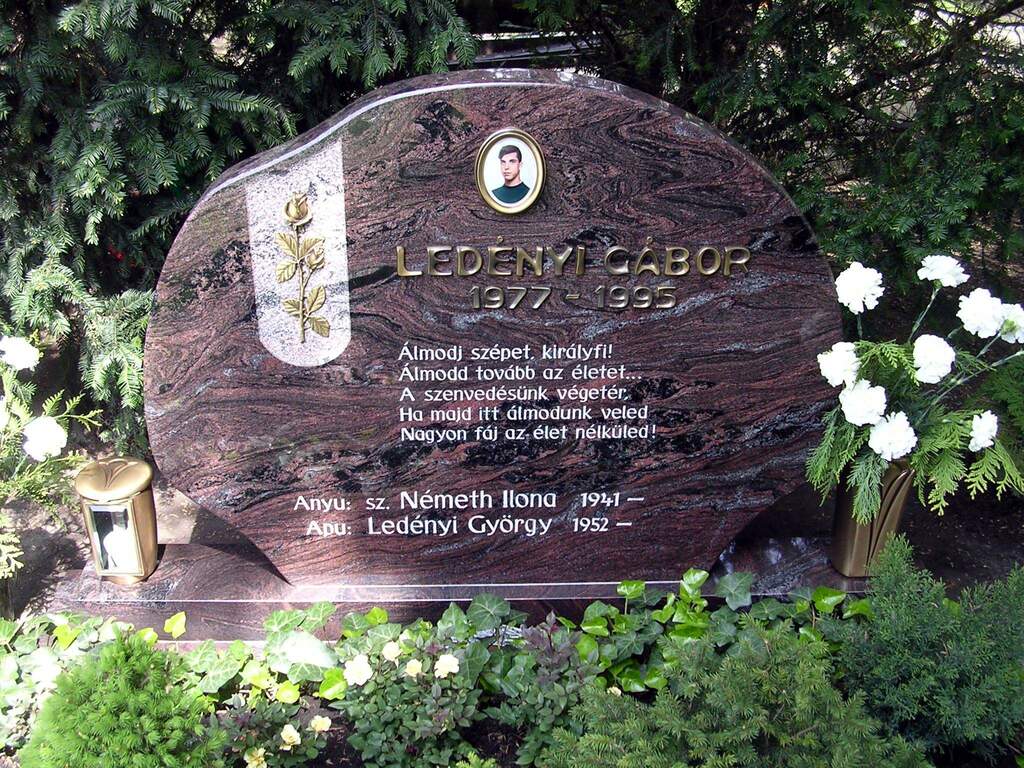 LEDÉNYI GÁBOR
1977 - 1995
Álmodj szépet, királyfi!
Álmodd tovább az életet...
A szenvedésünk végetér,
Ha majd itt álmodunk veled
Nagyon fáj az élet nélküled!
Anyu: sz. Németh Ilona 1941 –
Apu: Ledényi György 1952 –